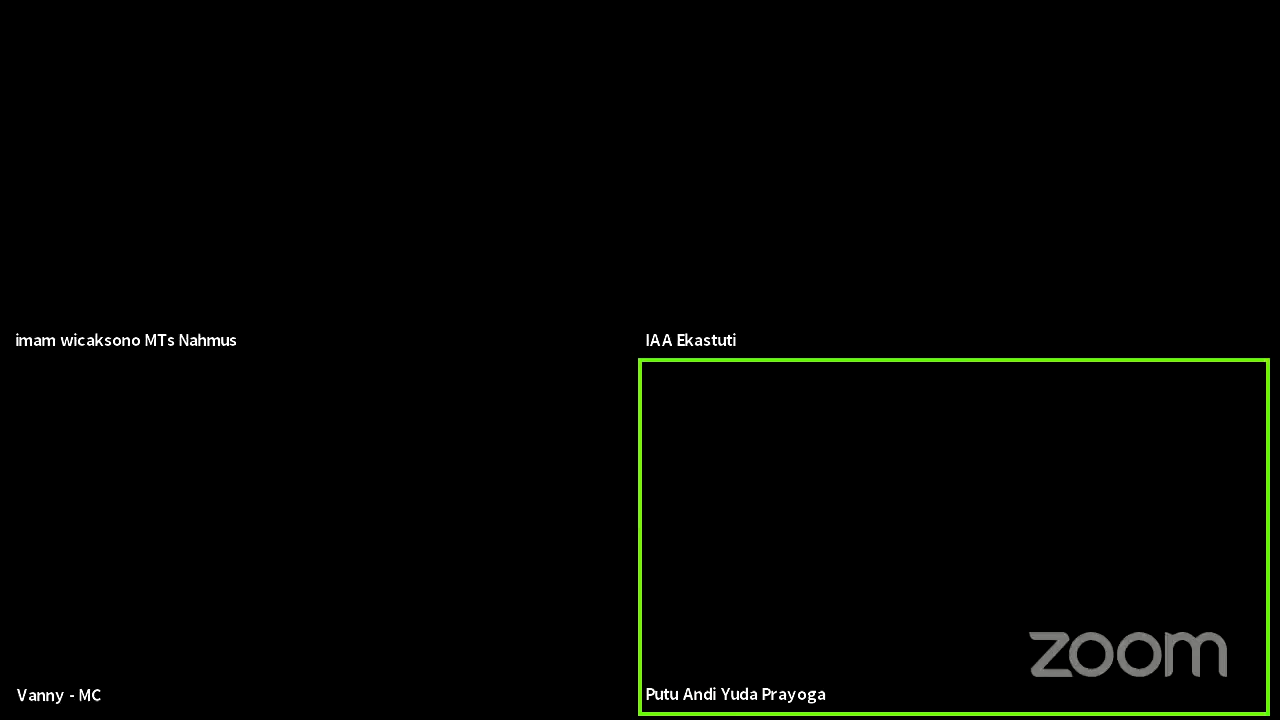 imam wicaksono MTs Nahmus
IAA Ekastuti
Vanny - MC
Putu Andi Yuda Prayoga
zoom